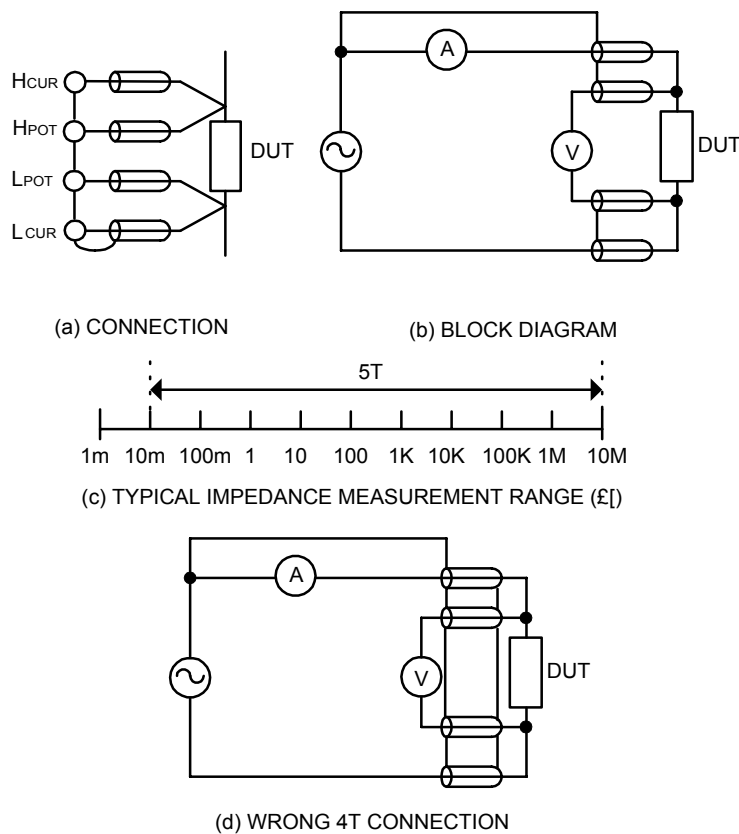 HCUR
HPOT
LPOT
LCUR
DUT
A
V
DUT
(a) CONNECTION
(b) BLOCK DIAGRAM
5T
1m 10m 100m 1 10 100 1K 10K 100K 1M 10M
(c) TYPICAL IMPEDANCE MEASUREMENT RANGE (£[)
A
V
DUT
(d) WRONG 4T CONNECTION